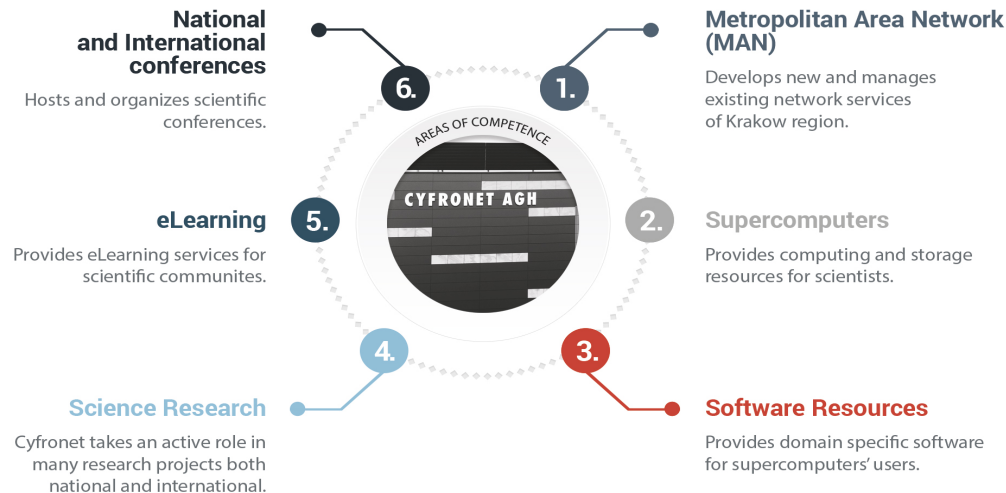 AREAS OF COMPETENCE
CYFRONET AGH
1.
Metropolitan Area Network
(MAN)
Develops new and manages
existing network services
of Krakow region.
2.
Supercomputers
Provides computing and storage
resources for scientists.
3.
Software Resources
Provides domain specific software
for supercomputers’ users.
4.
Science Research
Cyfronet takes an active role in
many research projects both
national and international.
5.
eLearning
Provides eLearning services for
scientific communites.
6.
National
and International
conferences
Hosts and organizes scientific
conferences.